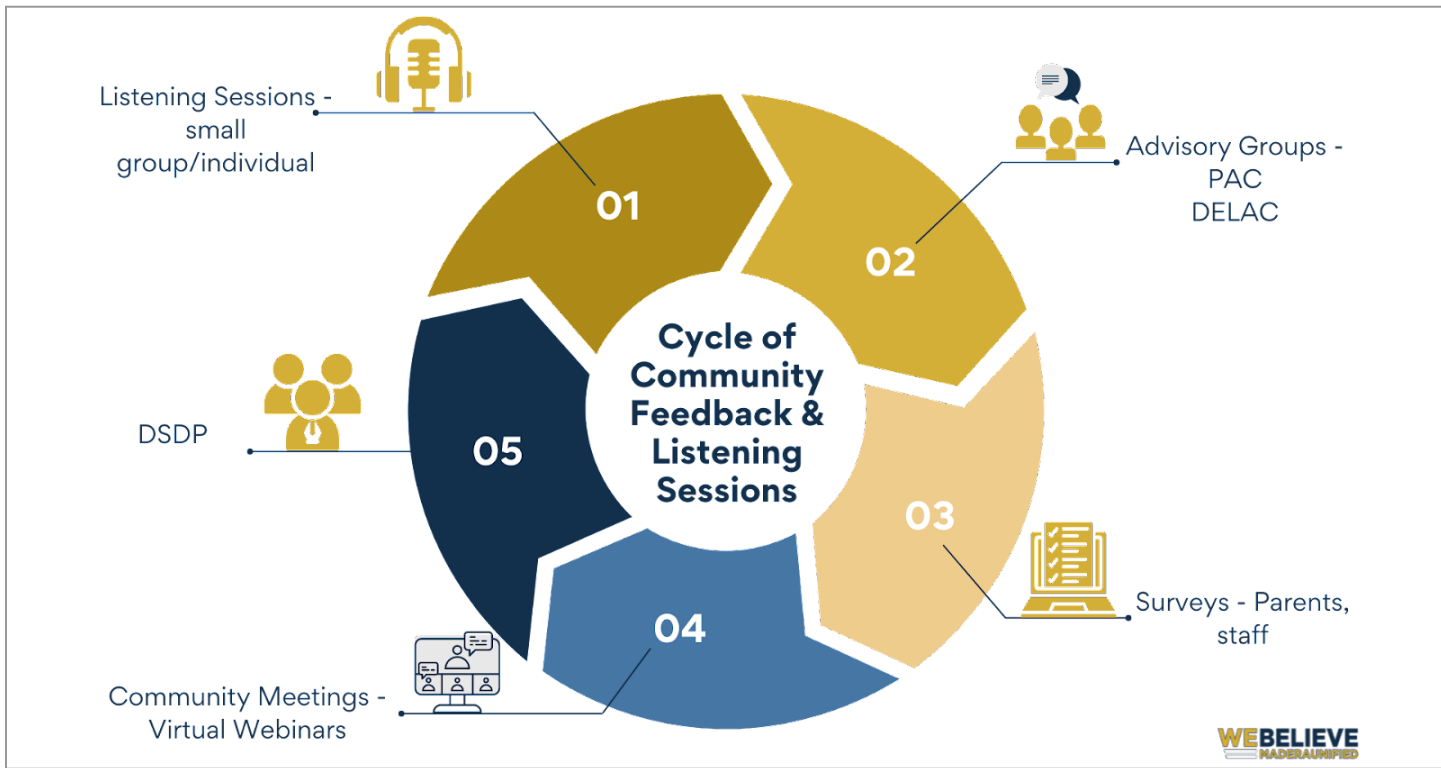 Listening Sessions -
small
group/individual
01
Advisory Groups -
PAC
DELAC
02
Cycle of
Community
Feedback &
Listening
Sessions
03
Surveys - Parents,
staff
04
Community Meetings -
Virtual Webinars
05
DSDP
WEBELIEVE
MADERAUNIFIED